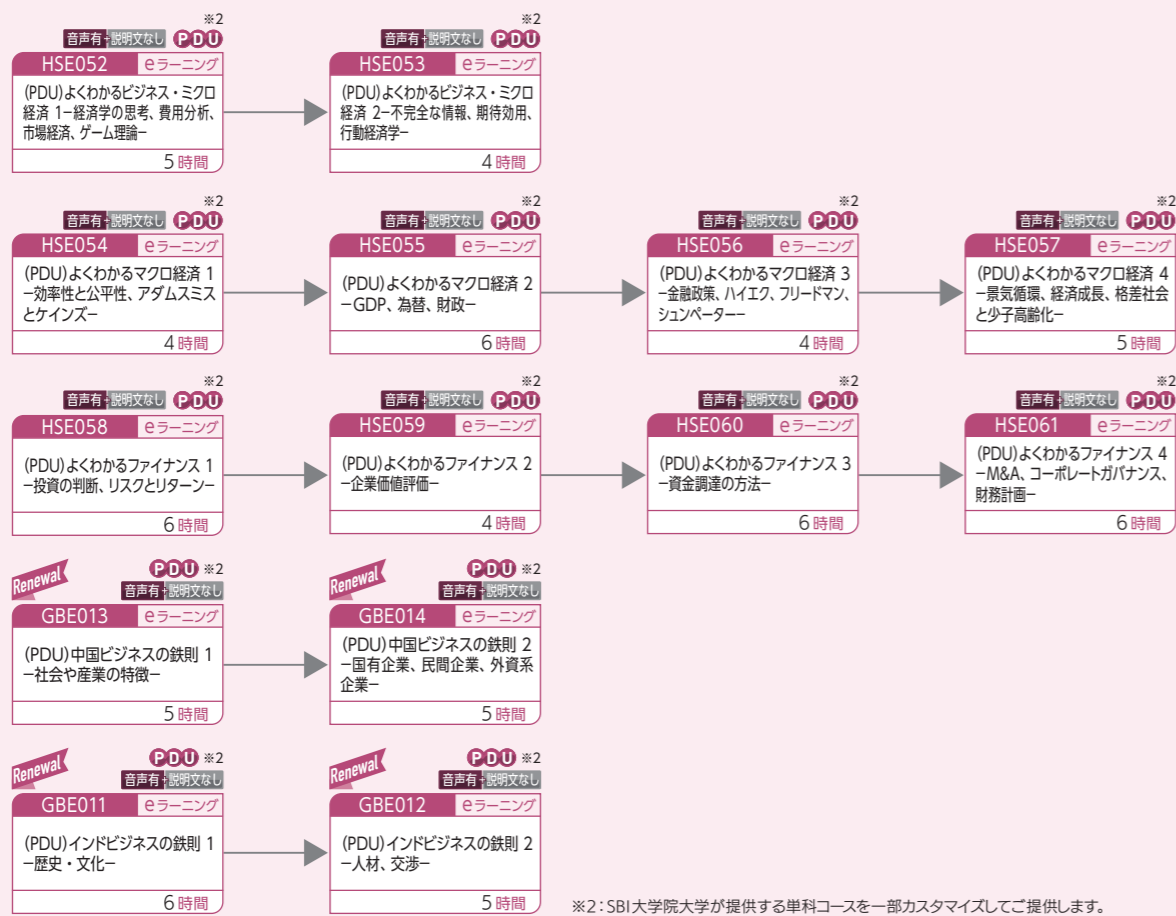 ※2
音声有+説明文なし PDU
HSE052 eラーニング
(PDU)よくわかるビジネス・ミクロ
経済 1−経済学の思考、費用分析、
市場経済、ゲーム理論−
5時間
※2
音声有+説明文なし PDU
HSE053 eラーニング
(PDU)よくわかるビジネス・ミクロ
経済 2−不完全な情報、期待効用、
行動経済学−
4時間
※2
音声有+説明文なし PDU
HSE054 eラーニング
(PDU)よくわかるマクロ経済 1
−効率性と公平性、アダムスミス
とケインズ−
4時間
※2
音声有+説明文なし PDU
HSE055 eラーニング
(PDU)よくわかるマクロ経済 2
−GDP、為替、財政−
6時間
※2
音声有+説明文なし PDU
HSE056 eラーニング
(PDU)よくわかるマクロ経済 3
−金融政策、ハイエク、フリードマン、
シュンペーター−
4時間
※2
音声有+説明文なし PDU
HSE057 eラーニング
(PDU)よくわかるマクロ経済 4
−景気循環、経済成長、格差社会
と少子高齢化−
5時間
※2
音声有+説明文なし PDU
HSE058 eラーニング
(PDU)よくわかるファイナンス 1
−投資の判断、リスクとリターン−
6時間
※2
音声有+説明文なし PDU
HSE059 eラーニング
(PDU)よくわかるファイナンス 2
−企業価値評価−
4時間
※2
音声有+説明文なし PDU
HSE060 eラーニング
(PDU)よくわかるファイナンス 3
−資金調達の方法−
6時間
※2
音声有+説明文なし PDU
HSE061 eラーニング
(PDU)よくわかるファイナンス 4
−M&A、コーポレートガバナンス、
財務計画−
6時間
Renewal
PDU ※2
音声有+説明文なし
GBE013 eラーニング
(PDU)中国ビジネスの鉄則 1
−社会や産業の特徴−
5時間
Renewal
PDU ※2
音声有+説明文なし
GBE014 eラーニング
(PDU)中国ビジネスの鉄則 2
−国有企業、民間企業、外資系
企業−
5時間
Renewal
PDU ※2
音声有+説明文なし
GBE011 eラーニング
(PDU)インドビジネスの鉄則 1
−歴史・文化−
6時間
Renewal
PDU ※2
音声有+説明文なし
GBE012 eラーニング
(PDU)インドビジネスの鉄則 2
−人材、交渉−
5時間
※2：SBI大学院大学が提供する単科コースを一部カスタマイズしてご提供します。